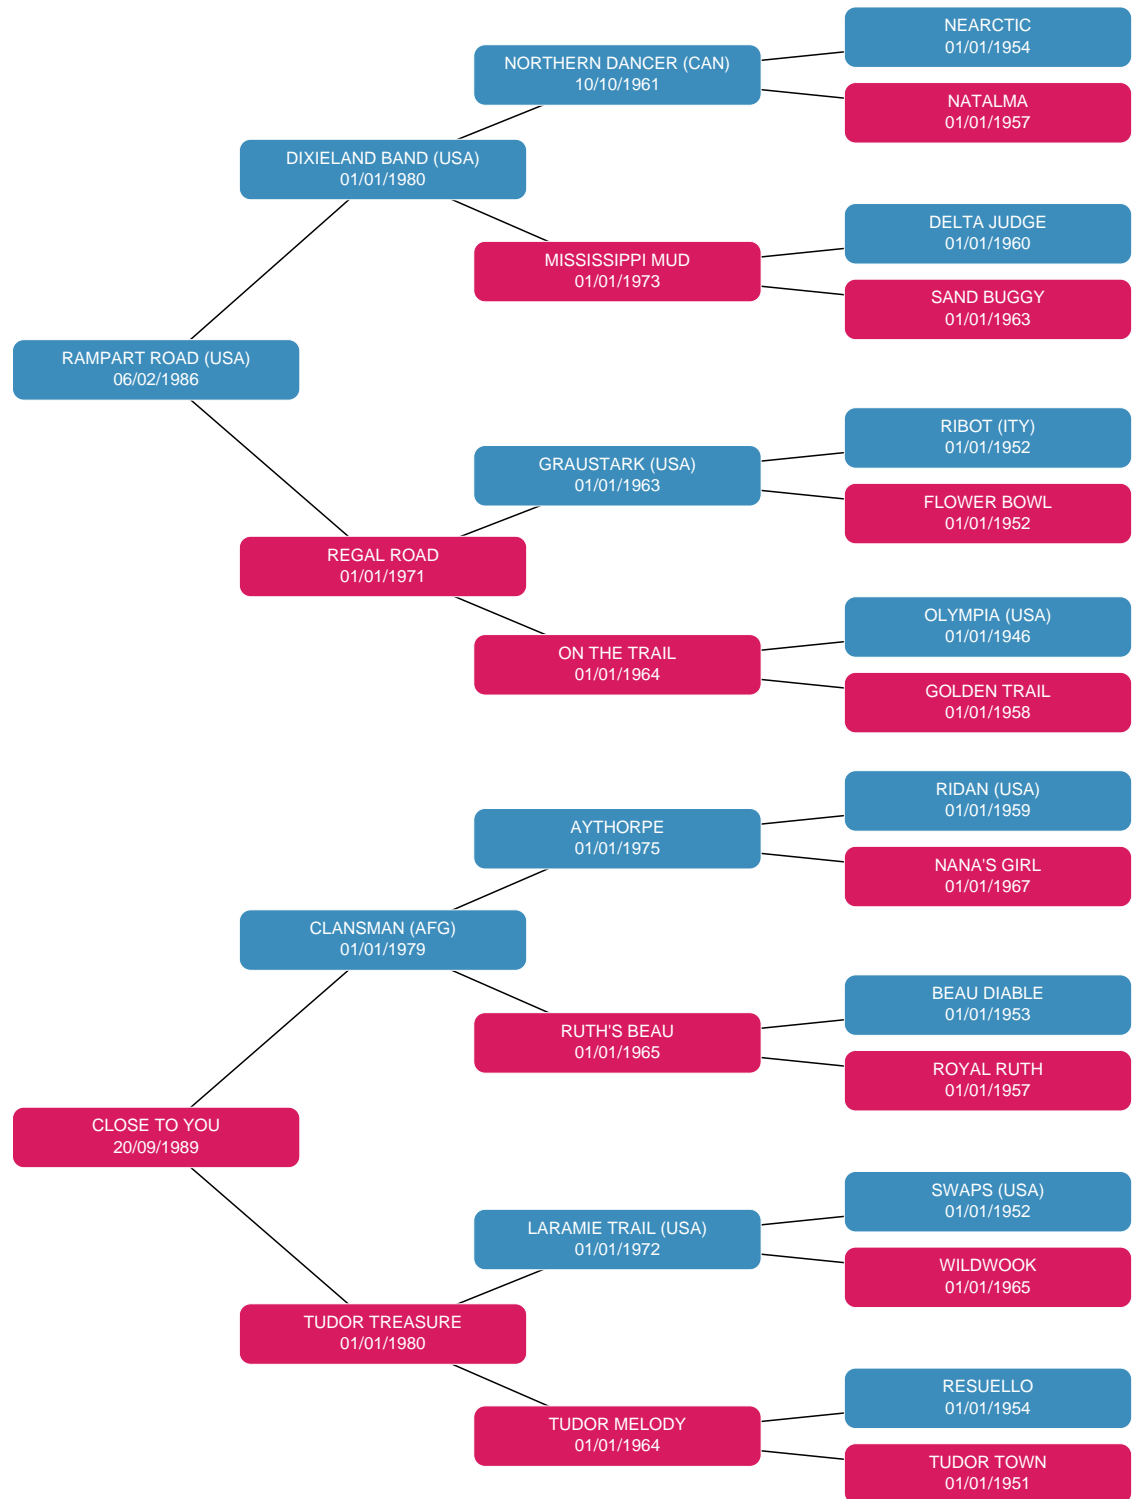 NEARCTIC
01/01/1954
NORTHERN DANCER (CAN)
10/10/1961
NATALMA
01/01/1957
DIXIELAND BAND (USA)
01/01/1980
DELTA JUDGE
01/01/1960
MISSISSIPPI MUD
01/01/1973
SAND BUGGY
01/01/1963
RAMPART ROAD (USA)
06/02/1986
RIBOT (ITY)
01/01/1952
GRAUSTARK (USA)
01/01/1963
FLOWER BOWL
01/01/1952
REGAL ROAD
01/01/1971
OLYMPIA (USA)
01/01/1946
ON THE TRAIL
01/01/1964
GOLDEN TRAIL
01/01/1958
RIDAN (USA)
01/01/1959
AYTHORPE
01/01/1975
NANA'S GIRL
01/01/1967
CLANSMAN (AFG)
01/01/1979
BEAU DIABLE
01/01/1953
RUTH'S BEAU
01/01/1965
ROYAL RUTH
01/01/1957
CLOSE TO YOU
20/09/1989
SWAPS (USA)
01/01/1952
LARAMIE TRAIL (USA)
01/01/1972
WILDWOOK
01/01/1965
TUDOR TREASURE
01/01/1980
RESUELLO
01/01/1954
TUDOR MELODY
01/01/1964
TUDOR TOWN
01/01/1951